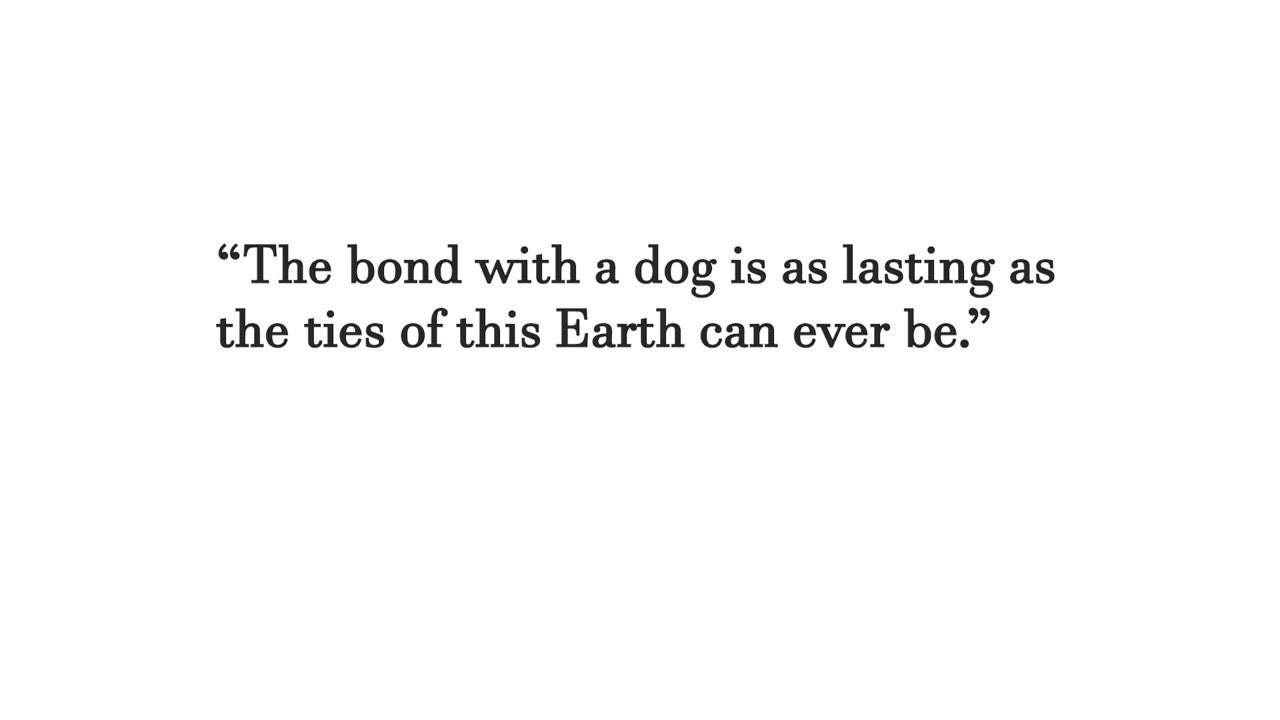 “The bond with a dog is as lasting as
the ties of this Earth can ever be.”